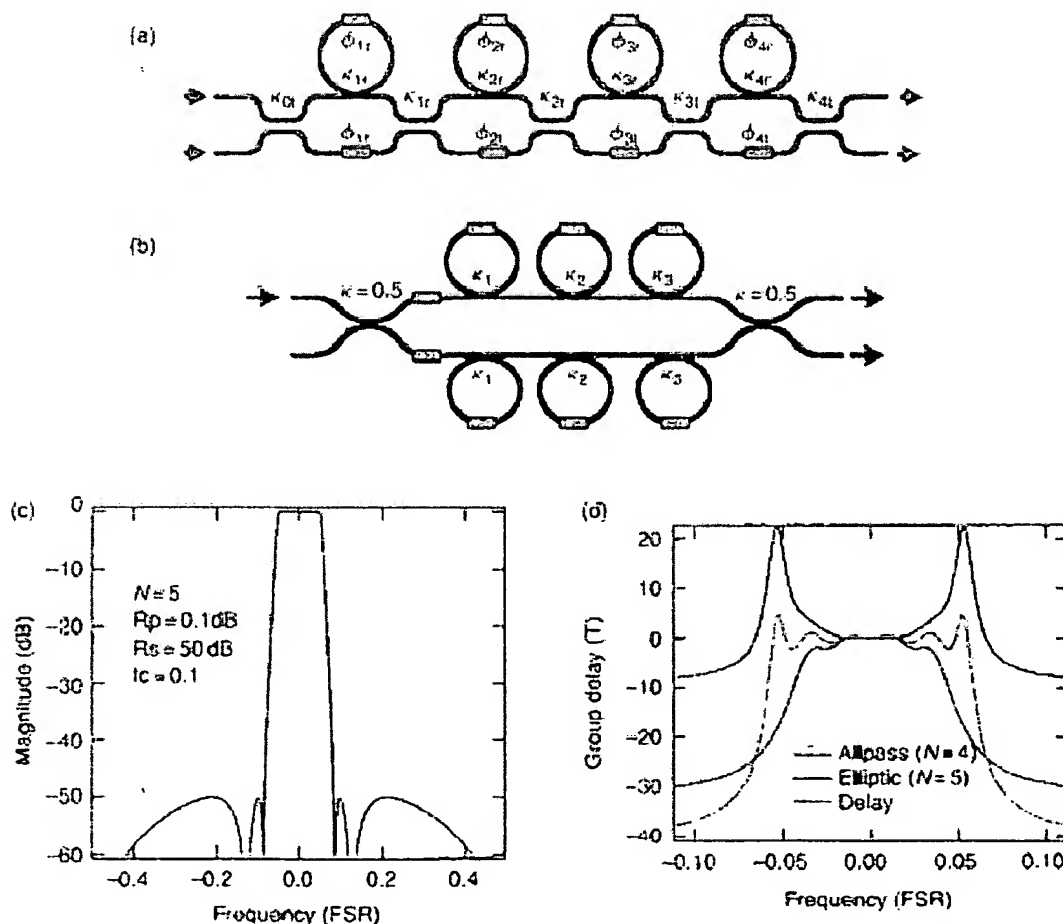 (a)
ϕ1r ϕ2r ϕ3r ϕ4r
κ1r κ2r κ3r κ4r
κ0t κ1t κ2t κ3t κ4t
ϕ1t ϕ2t ϕ3t ϕ4t
(b)
κ1 κ2 κ3
κ=0.5 κ=0.5
κ1 κ2 κ3
(c)
0
−10
−20
−30
−40
−50
−60
Magnitude (dB)
N=5
Rp=0.1dB
Rs=50 dB
fc=0.1
−0.4 −0.2 0.0 0.2 0.4
Frequency (FSR)
(d)
20
10
0
−10
−20
−30
−40
Group delay (T)
Allpass (N=4)
Elliptic (N=5)
Delay
−0.10 −0.05 0.00 0.05 0.10
Frequency (FSR)